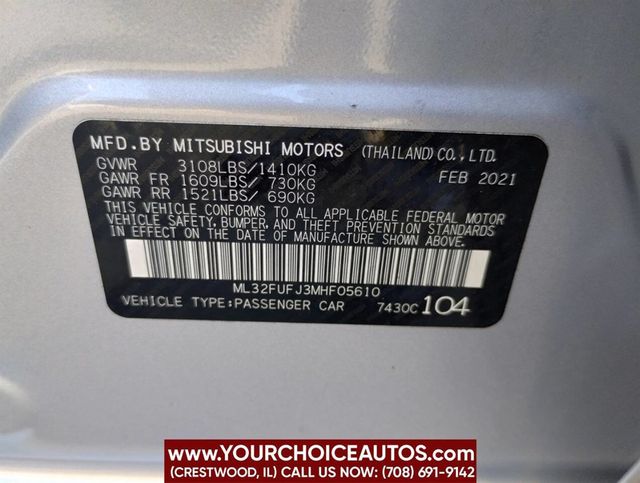 MFD.BY MITSUBISHI MOTORS (THAILAND)CO.,LTD.
GVWR 3108LBS/1410KG FEB 2021
GAWR FR 1609LBS/ 730KG
GAWR RR 1521LBS/ 690KG
THIS VEHICLE CONFORMS TO ALL APPLICABLE FEDERAL MOTOR
VEHICLE SAFETY,BUMPER,AND THEFT PREVENTION STANDARDS
IN EFFECT ON THE DATE OF MANUFACTURE SHOWN ABOVE.
ML32FUFJ3MHF05610
VEHICLE TYPE:PASSENGER CAR 7430C 104
WWW.YOURCHOICEAUTOS.COM
(CRESTWOOD, IL) CALL US: (708) 691-9142